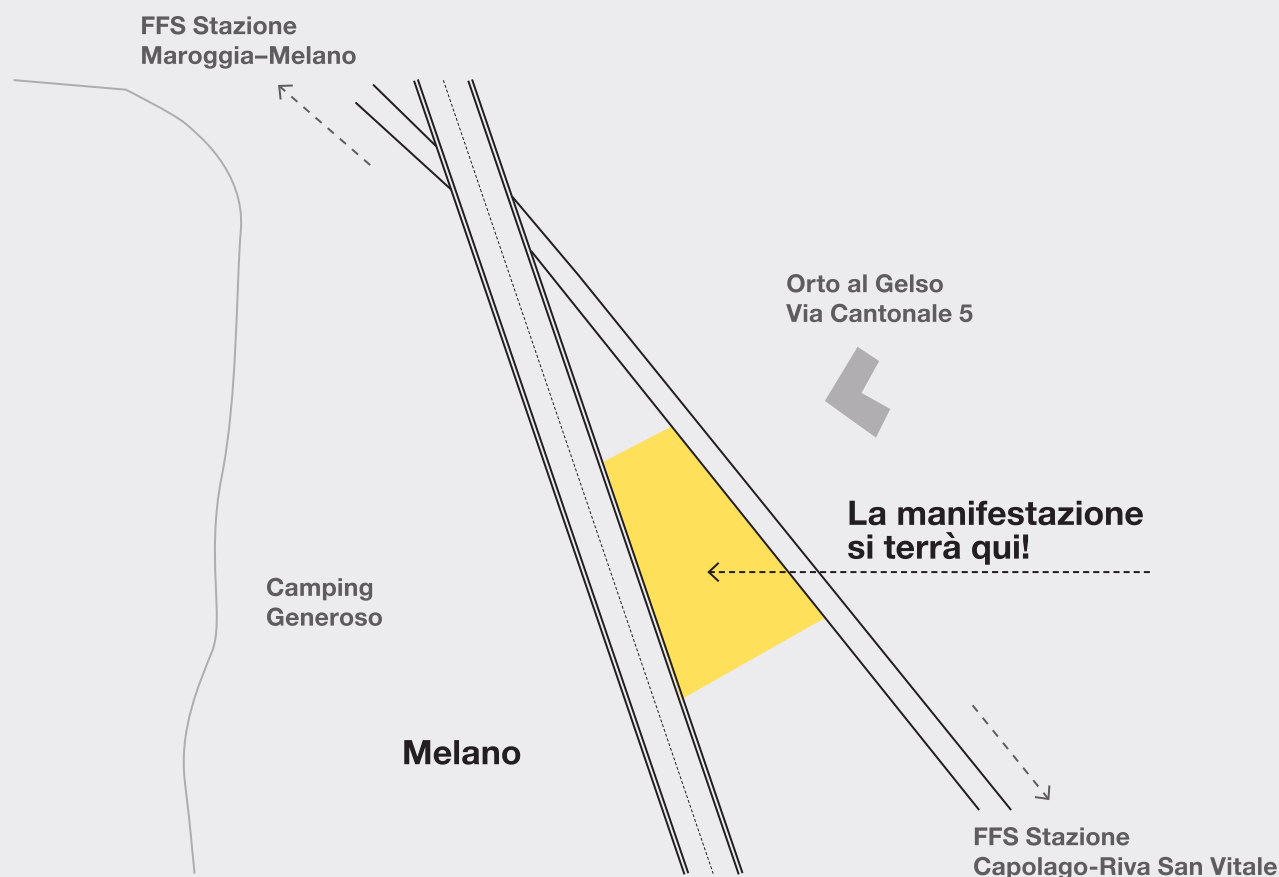 FFS Stazione
Maroggia–Melano
Orto al Gelso
Via Cantonale 5
La manifestazione
si terrà qui!
Camping
Generoso
Melano
FFS Stazione
Capolago-Riva San Vitale